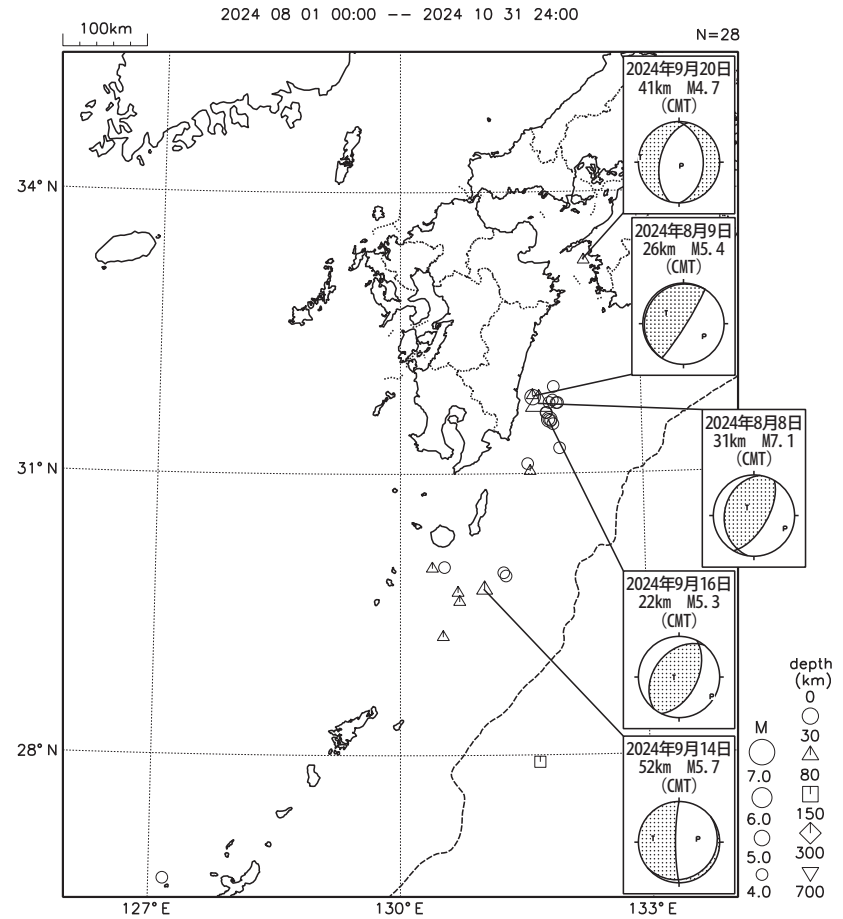 2024 08 01 00:00 -- 2024 10 31 24:00
100km
N=28
2024年9月20日
41km M4.7
(CMT)
P
34°N
2024年8月9日
26km M5.4
(CMT)
T
P
2024年8月8日
31km M7.1
(CMT)
T
P
31°N
2024年9月16日
22km M5.3
(CMT)
T
P
2024年9月14日
52km M5.7
(CMT)
T
P
28°N
depth
(km)
0
30
80
150
300
700
M
7.0
6.0
5.0
4.0
127°E
130°E
133°E